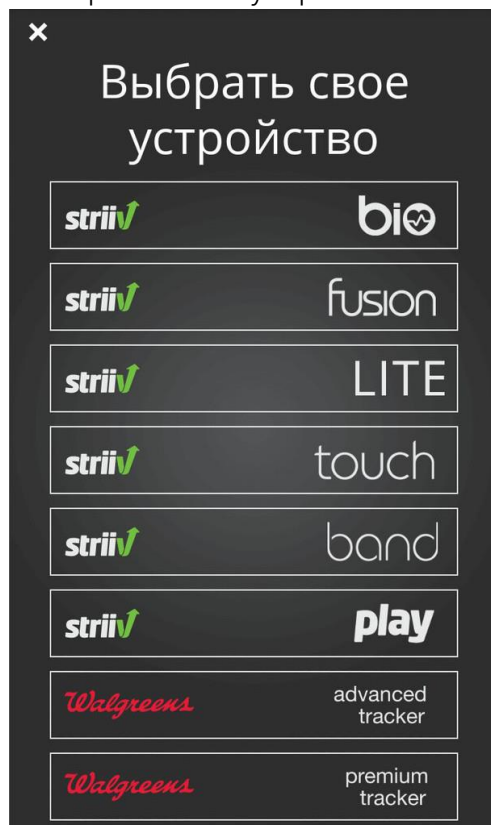 ×
Выбрать свое
устройство
striiv bio
striiv fusion
striiv LITE
striiv touch
striiv band
striiv play
Walgreens advanced
tracker
Walgreens premium
tracker